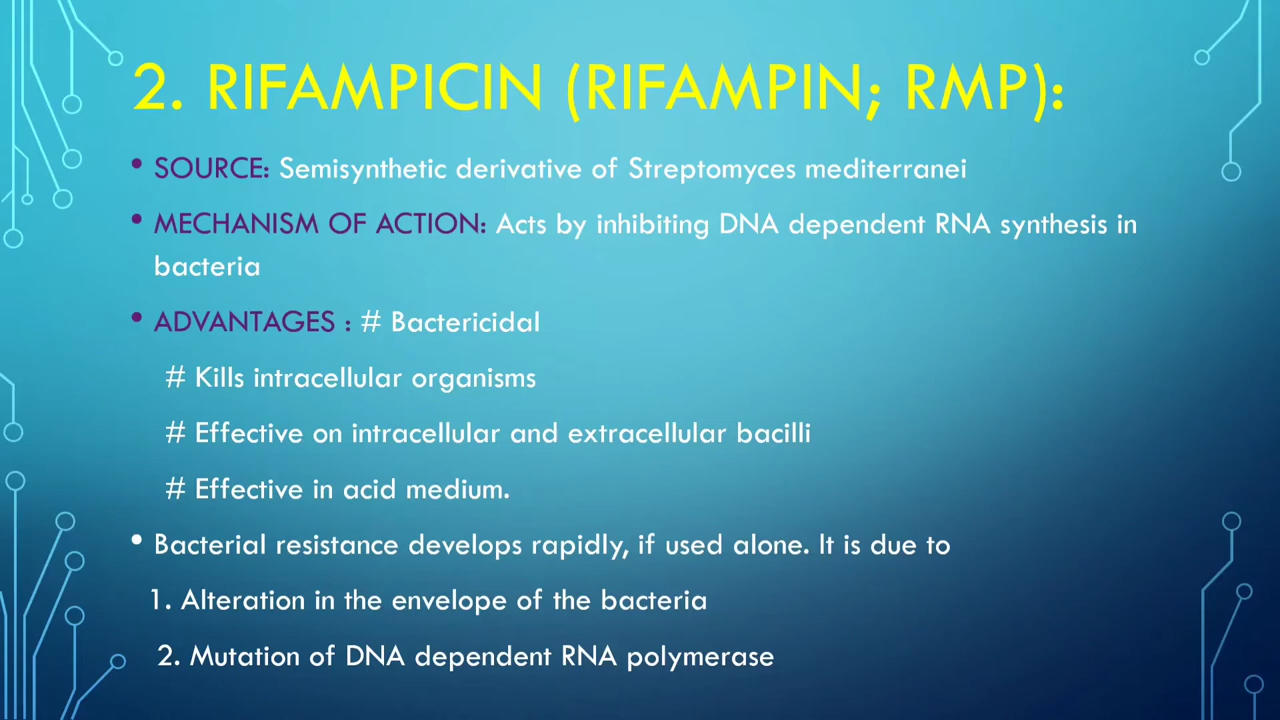 2. RIFAMPICIN (RIFAMPIN; RMP):
• SOURCE: Semisynthetic derivative of Streptomyces mediterranei
• MECHANISM OF ACTION: Acts by inhibiting DNA dependent RNA synthesis in
bacteria
• ADVANTAGES : # Bactericidal
# Kills intracellular organisms
# Effective on intracellular and extracellular bacilli
# Effective in acid medium.
• Bacterial resistance develops rapidly, if used alone. It is due to
1. Alteration in the envelope of the bacteria
2. Mutation of DNA dependent RNA polymerase